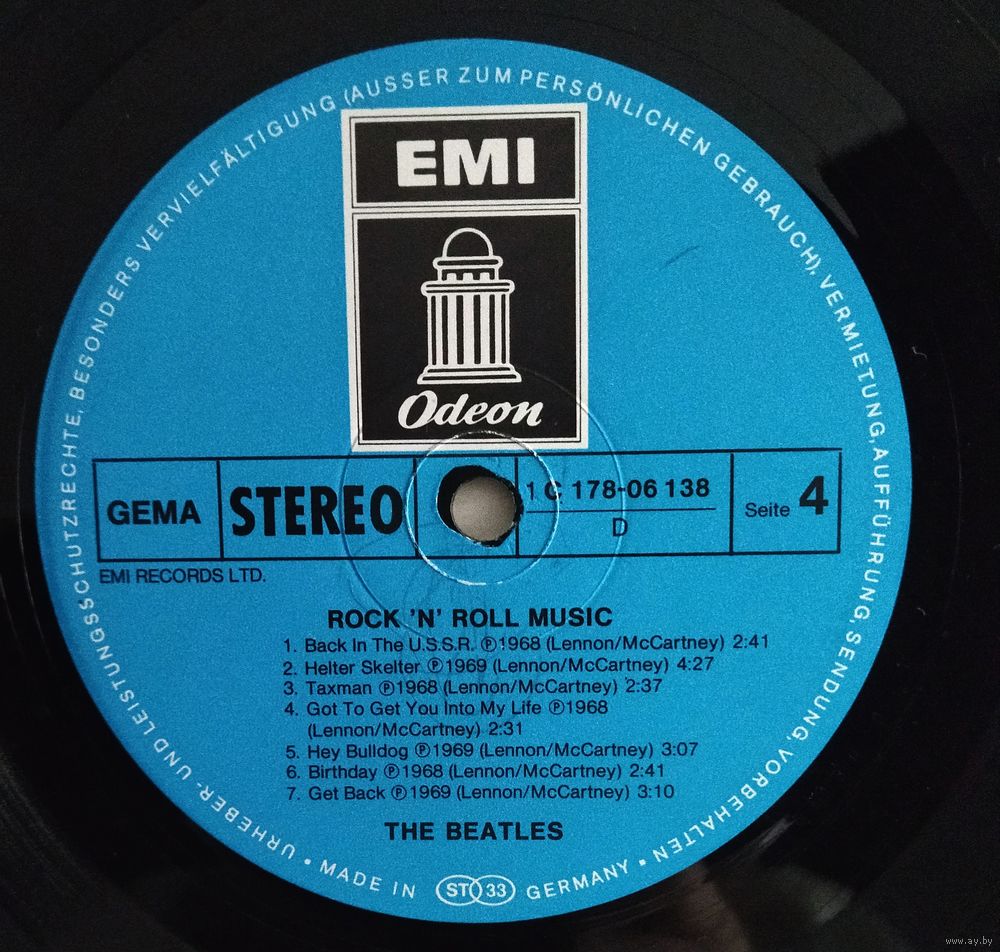 URHEBER- UND LEISTUNGSSCHUTZRECHTE, BESONDERS VERVIELFÄLTIGUNG (AUSSER ZUM PERSÖNLICHEN GEBRAUCH), VERMIETUNG, AUFFÜHRUNG, SENDUNG, VORBEHALTEN
EMI
Odeon
GEMA
STEREO
1 C 178-06 138
D
Seite 4
EMI RECORDS LTD.
ROCK 'N' ROLL MUSIC
1. Back In The U.S.S.R. ℗1968 (Lennon/McCartney) 2:41
2. Helter Skelter ℗1969 (Lennon/McCartney) 4:27
3. Taxman ℗1968 (Lennon/McCartney) 2:37
4. Got To Get You Into My Life ℗1968
(Lennon/McCartney) 2:31
5. Hey Bulldog ℗1969 (Lennon/McCartney) 3:07
6. Birthday ℗1968 (Lennon/McCartney) 2:41
7. Get Back ℗1969 (Lennon/McCartney) 3:10
THE BEATLES
• MADE IN ST 33 GERMANY •
www.ay.by